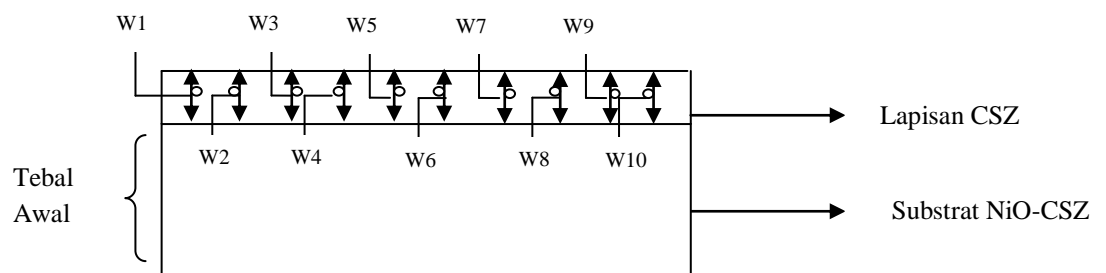 W1
W3
W5
W7
W9
Lapisan CSZ
W2
W4
W6
W8
W10
Tebal
Awal
Substrat NiO-CSZ